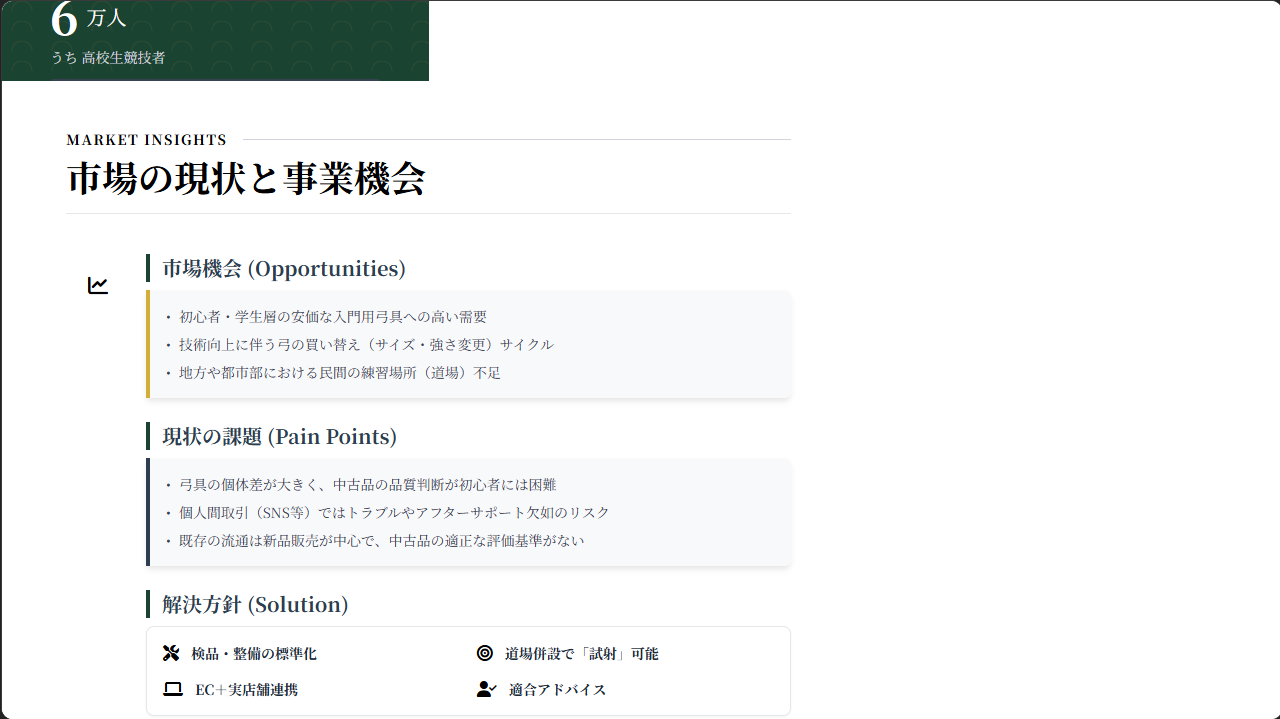 6 万人
うち 高校生競技者
MARKET INSIGHTS
市場の現状と事業機会
市場機会 (Opportunities)
• 初心者・学生層の安価な入門用弓具への高い需要
• 技術向上に伴う弓の買い替え（サイズ・強さ変更）サイクル
• 地方や都市部における民間の練習場所（道場）不足
現状の課題 (Pain Points)
• 弓具の個体差が大きく、中古品の品質判断が初心者には困難
• 個人間取引（SNS等）ではトラブルやアフターサポート欠如のリスク
• 既存の流通は新品販売が中心で、中古品の適正な評価基準がない
解決方針 (Solution)
検品・整備の標準化
道場併設で「試射」可能
EC＋実店舗連携
適合アドバイス